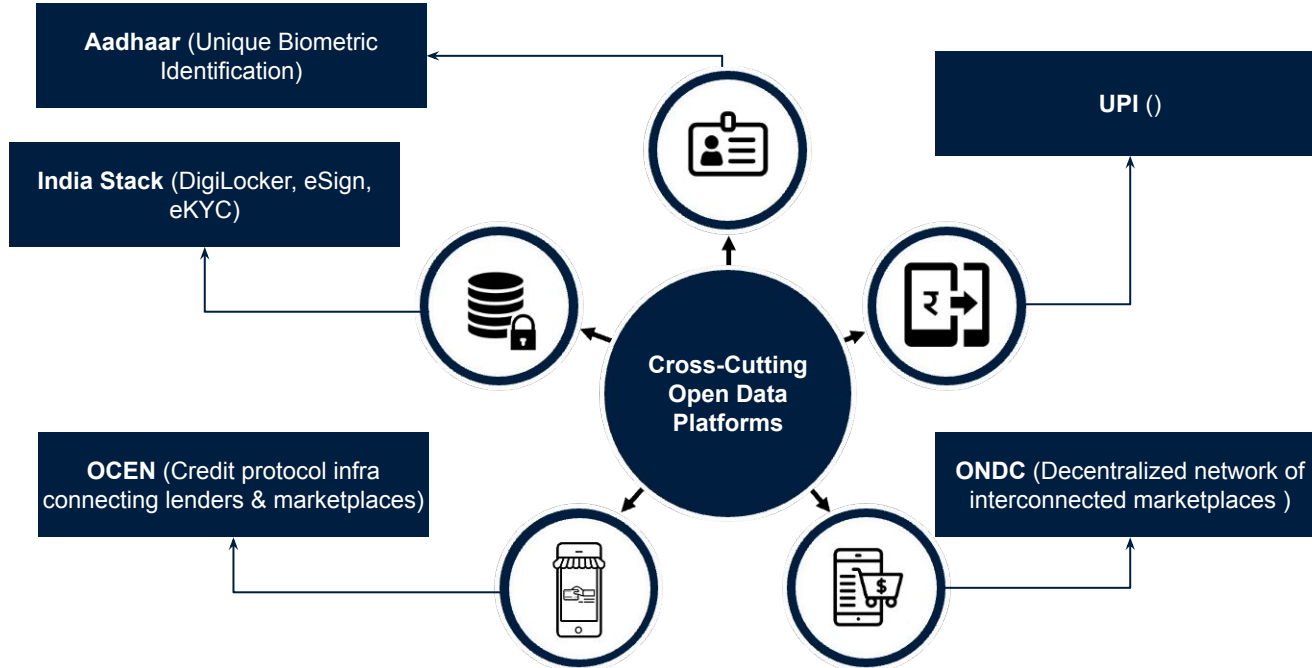 Aadhaar (Unique Biometric
Identification)
UPI ()
India Stack (DigiLocker, eSign,
eKYC)
₹
Cross-Cutting
Open Data
Platforms
OCEN (Credit protocol infra
connecting lenders & marketplaces)
ONDC (Decentralized network of
interconnected marketplaces )
$